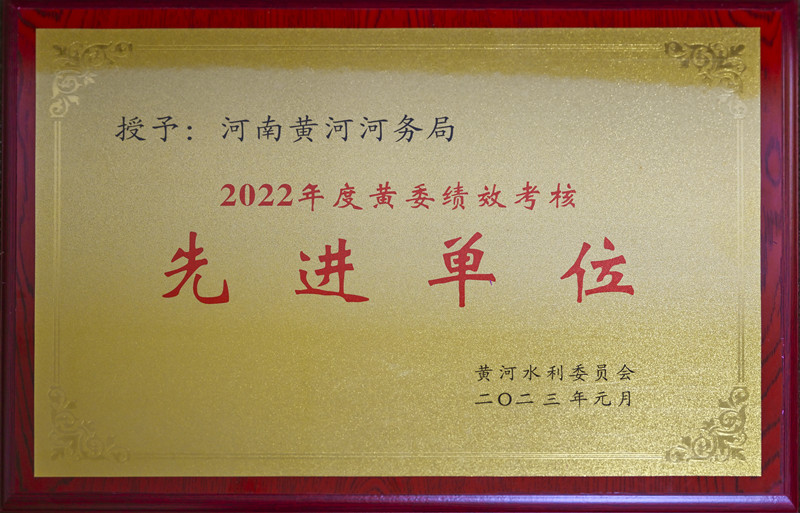 授予：河南黄河河务局
2022年度黄委绩效考核
先进单位
黄河水利委员会
二〇二三年元月